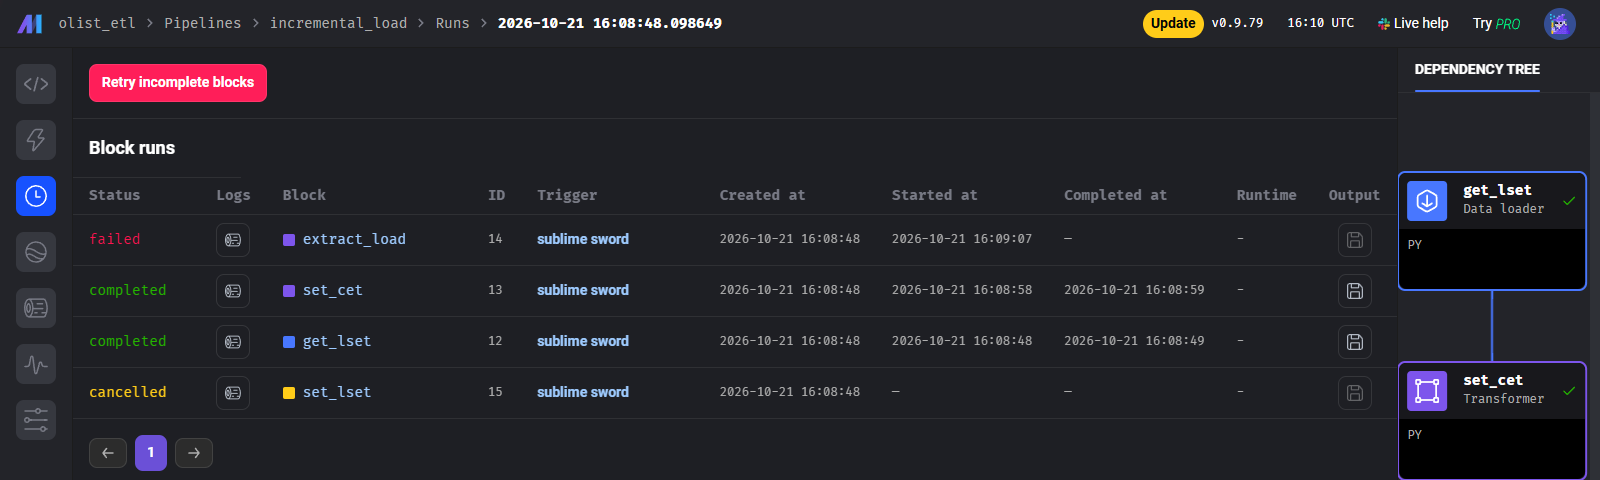 olist_etl > Pipelines > incremental_load > Runs > 2026-10-21 16:08:48.098649
Update v0.9.79 16:10 UTC Live help Try PRO
Retry incomplete blocks
Block runs
Status Logs Block ID Trigger Created at Started at Completed at Runtime Output
failed extract_load 14 sublime sword 2026-10-21 16:08:48 2026-10-21 16:09:07 — -
completed set_cet 13 sublime sword 2026-10-21 16:08:48 2026-10-21 16:08:58 2026-10-21 16:08:59 -
completed get_lset 12 sublime sword 2026-10-21 16:08:48 2026-10-21 16:08:48 2026-10-21 16:08:49 -
cancelled set_lset 15 sublime sword 2026-10-21 16:08:48 — — -
← 1 →
DEPENDENCY TREE
get_lset
Data loader
PY
set_cet
Transformer
PY